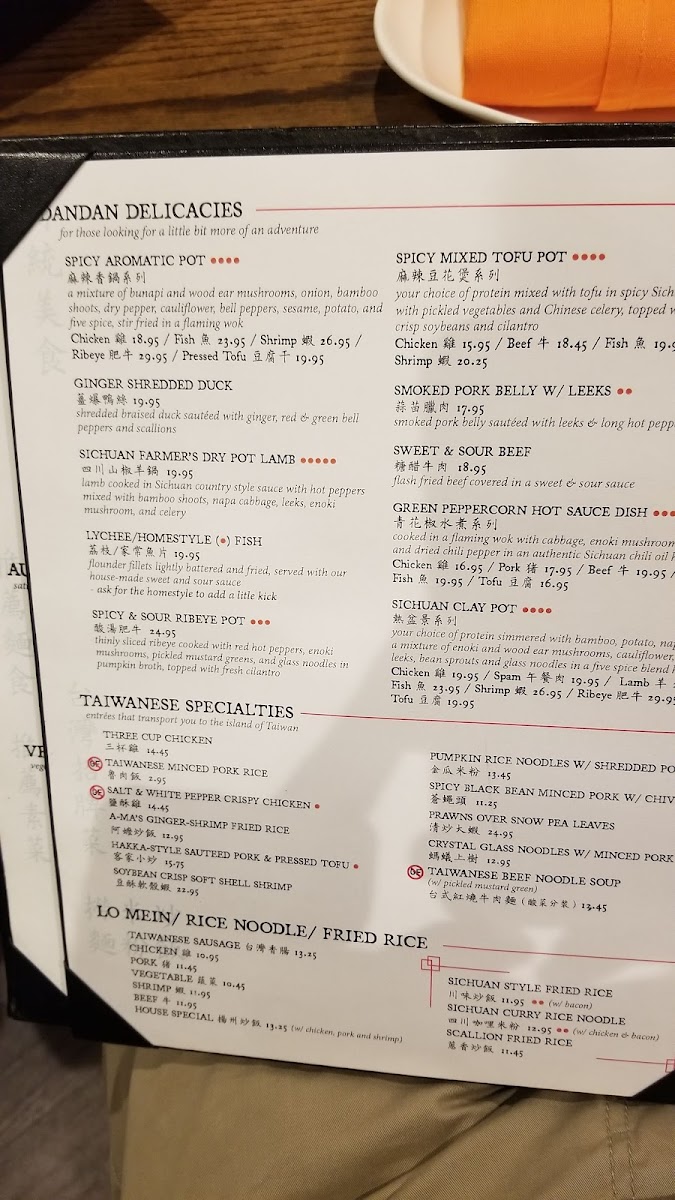 DANDAN DELICACIES
for those looking for a little bit more of an adventure
SPICY AROMATIC POT ●●●●
麻辣香鍋系列
a mixture of bunapi and wood ear mushrooms, onion, bamboo
shoots, dry pepper, cauliflower, bell peppers, sesame, potato, and
five spice, stir fried in a flaming wok
Chicken 雞 18.95 / Fish 魚 23.95 / Shrimp 蝦 26.95 /
Ribeye 肥牛 29.95 / Pressed Tofu 豆腐干 19.95
GINGER SHREDDED DUCK
薑爆鴨絲 19.95
shredded braised duck sautéed with ginger, red & green bell
peppers and scallions
SICHUAN FARMER'S DRY POT LAMB ●●●●●
四川山椒羊鍋 19.95
lamb cooked in Sichuan country style sauce with hot peppers
mixed with bamboo shoots, napa cabbage, leeks, enoki
mushroom, and celery
LYCHEE/HOMESTYLE (●) FISH
荔枝/家常魚片 19.95
flounder fillets lightly battered and fried, served with our
house-made sweet and sour sauce
- ask for the homestyle to add a little kick
SPICY & SOUR RIBEYE POT ●●●
酸湯肥牛 24.95
thinly sliced ribeye cooked with red hot peppers, enoki
mushrooms, pickled mustard greens, and glass noodles in
pumpkin broth, topped with fresh cilantro
SPICY MIXED TOFU POT ●●●●
麻辣豆花煲系列
your choice of protein mixed with tofu in spicy Sich
with pickled vegetables and Chinese celery, topped w
crisp soybeans and cilantro
Chicken 雞 15.95 / Beef 牛 18.45 / Fish 魚 19.9
Shrimp 蝦 20.25
SMOKED PORK BELLY W/ LEEKS ●●
蒜苗臘肉 17.95
smoked pork belly sautéed with leeks & long hot pepp
SWEET & SOUR BEEF
糖醋牛肉 18.95
flash fried beef covered in a sweet & sour sauce
GREEN PEPPERCORN HOT SAUCE DISH ●●●
青花椒水煮系列
cooked in a flaming wok with cabbage, enoki mushroom
and dried chili pepper in an authentic Sichuan chili oil
Chicken 雞 16.95 / Pork 豬 17.95 / Beef 牛 19.95 /
Fish 魚 19.95 / Tofu 豆腐 16.95
SICHUAN CLAY POT ●●●●
熱盆景系列
your choice of protein simmered with bamboo, potato, nap
a mixture of enoki and wood ear mushrooms, cauliflower,
leeks, bean sprouts and glass noodles in a five spice blend
Chicken 雞 19.95 / Spam 午餐肉 19.95 / Lamb 羊
Fish 魚 23.95 / Shrimp 蝦 26.95 / Ribeye 肥牛 29.95
Tofu 豆腐 19.95
TAIWANESE SPECIALTIES
entrées that transport you to the island of Taiwan
THREE CUP CHICKEN
三杯雞 14.45
TAIWANESE MINCED PORK RICE
魯肉飯 2.95
SALT & WHITE PEPPER CRISPY CHICKEN ●
鹽酥雞 14.45
A-MA'S GINGER-SHRIMP FRIED RICE
阿嬤炒飯 12.95
HAKKA-STYLE SAUTEED PORK & PRESSED TOFU ●
客家小炒 15.75
SOYBEAN CRISP SOFT SHELL SHRIMP
豆酥軟殼蝦 22.95
PUMPKIN RICE NOODLES W/ SHREDDED PO
金瓜米粉 13.45
SPICY BLACK BEAN MINCED PORK W/ CHIV
蒼蠅頭 11.25
PRAWNS OVER SNOW PEA LEAVES
清炒大蝦 24.95
CRYSTAL GLASS NOODLES W/ MINCED PORK
螞蟻上樹 12.95
TAIWANESE BEEF NOODLE SOUP
(w/ pickled mustard green)
台式紅燒牛肉麵 (酸菜分裝) 13.45
LO MEIN/ RICE NOODLE/ FRIED RICE
TAIWANESE SAUSAGE 台灣香腸 13.25
CHICKEN 雞 10.95
PORK 豬 11.45
VEGETABLE 蔬菜 10.45
SHRIMP 蝦 11.95
BEEF 牛 11.95
HOUSE SPECIAL 揚州炒飯 13.25 (w/ chicken, pork and shrimp)
SICHUAN STYLE FRIED RICE
川味炒飯 11.95 ●● (w/ bacon)
SICHUAN CURRY RICE NOODLE
四川咖哩米粉 12.95 ●● (w/ chicken & bacon)
SCALLION FRIED RICE
蔥香炒飯 11.45